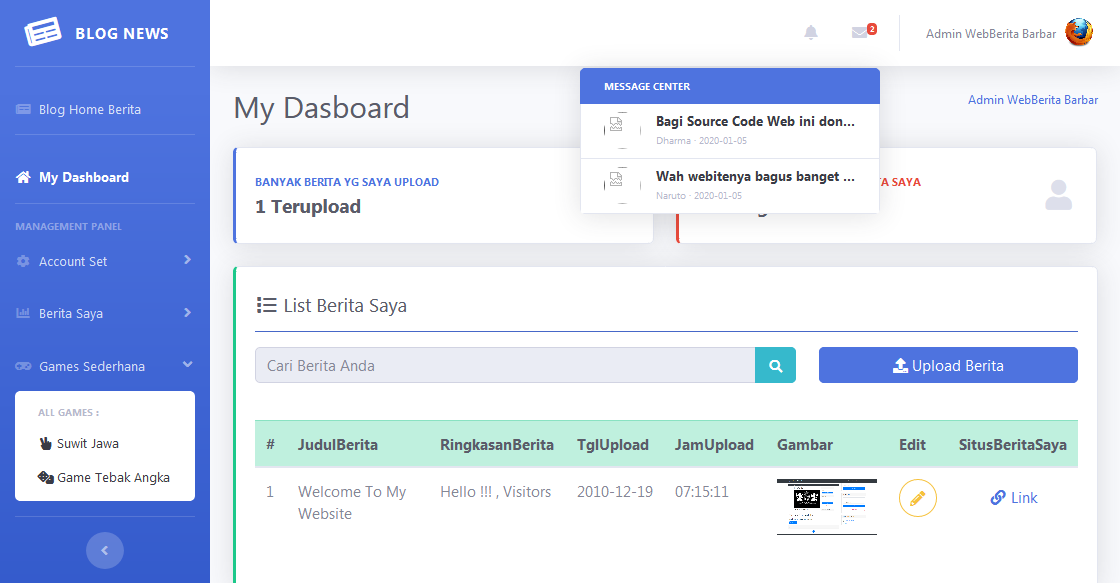 BLOG NEWS
2
Admin WebBerita Barbar
Blog Home Berita
My Dashboard
MANAGEMENT PANEL
Account Set
Berita Saya
Games Sederhana
ALL GAMES :
Suwit Jawa
Game Tebak Angka
My Dasboard
Admin WebBerita Barbar
MESSAGE CENTER
Bagi Source Code Web ini don...
Dharma · 2020-01-05
Wah webitenya bagus banget ...
Naruto · 2020-01-05
BANYAK BERITA YG SAYA UPLOAD
1 Terupload
SAYA
List Berita Saya
Cari Berita Anda
Upload Berita
# JudulBerita RingkasanBerita TglUpload JamUpload Gambar Edit SitusBeritaSaya
1 Welcome To My Hello !!! , Visitors 2010-12-19 07:15:11 Link
Website